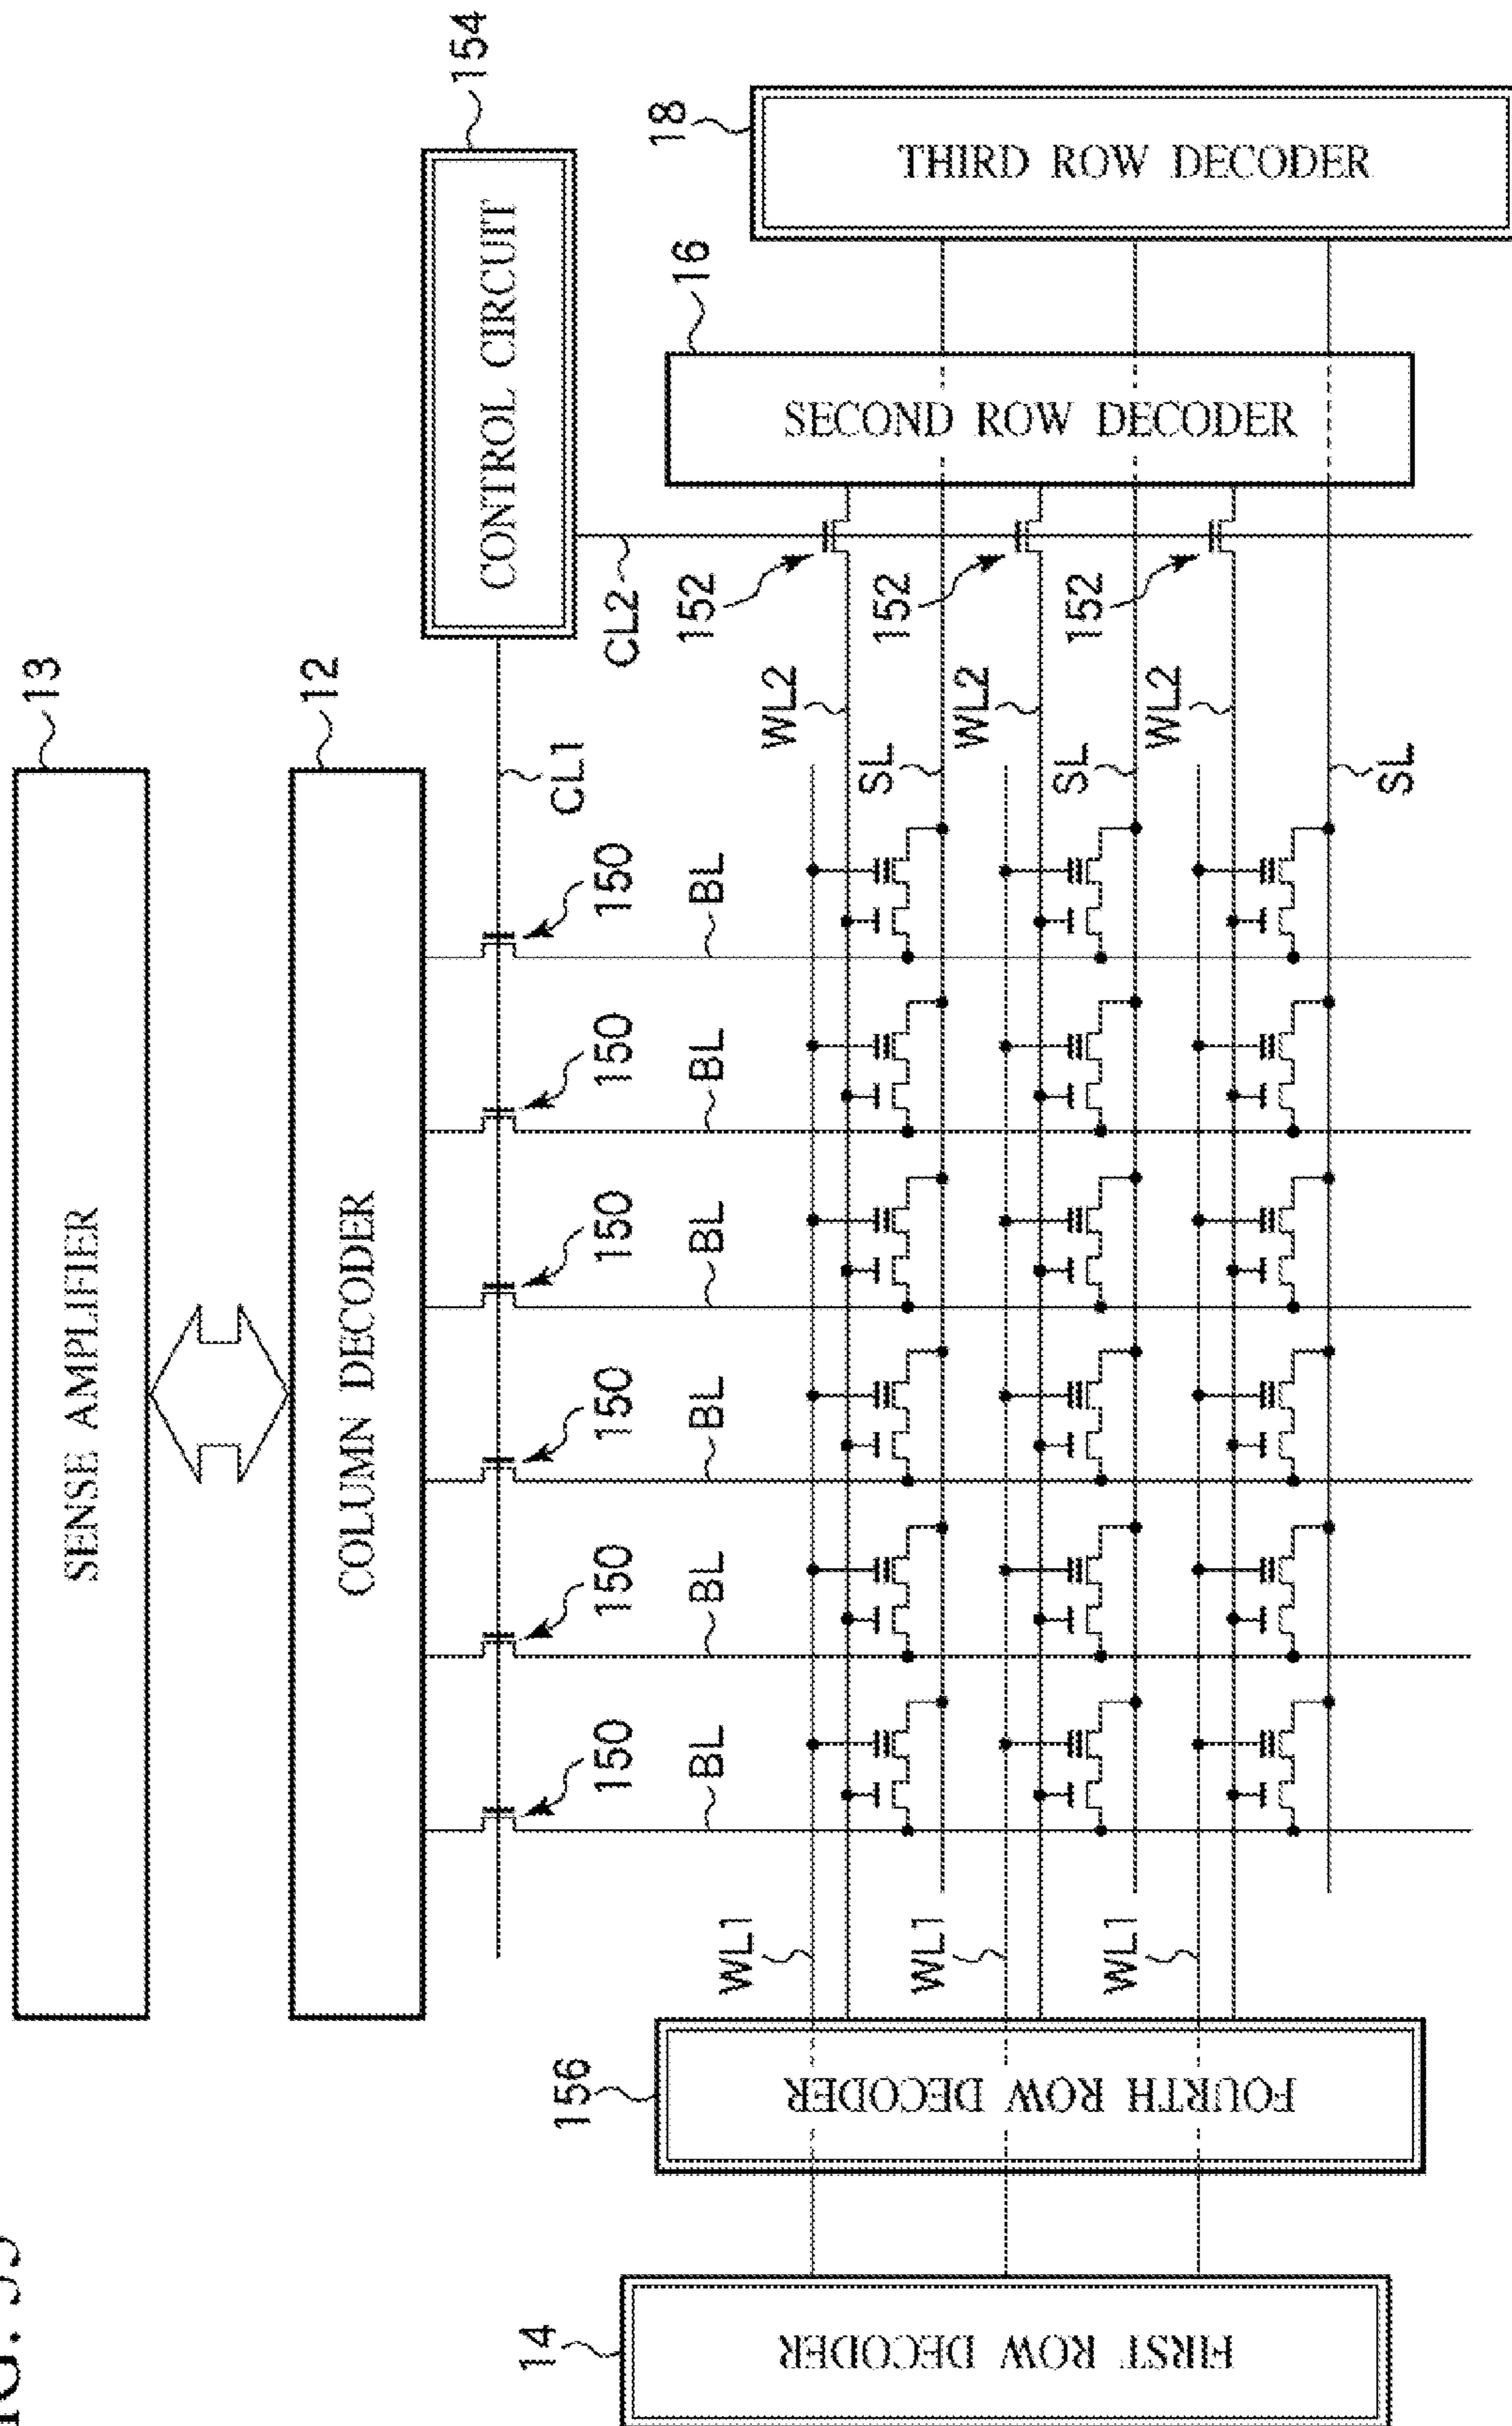 13
SENSE AMPLIFIER
12
COLUMN DECODER
154
CONTROL CIRCUIT
CL1
150
150
150
150
150
150
CL2
BL
BL
BL
BL
BL
BL
14
FIRST ROW DECODER
156
FOURTH ROW DECODER
WL1
WL1
WL1
WL2
WL2
WL2
SL
SL
SL
152
152
152
16
SECOND ROW DECODER
18
THIRD ROW DECODER